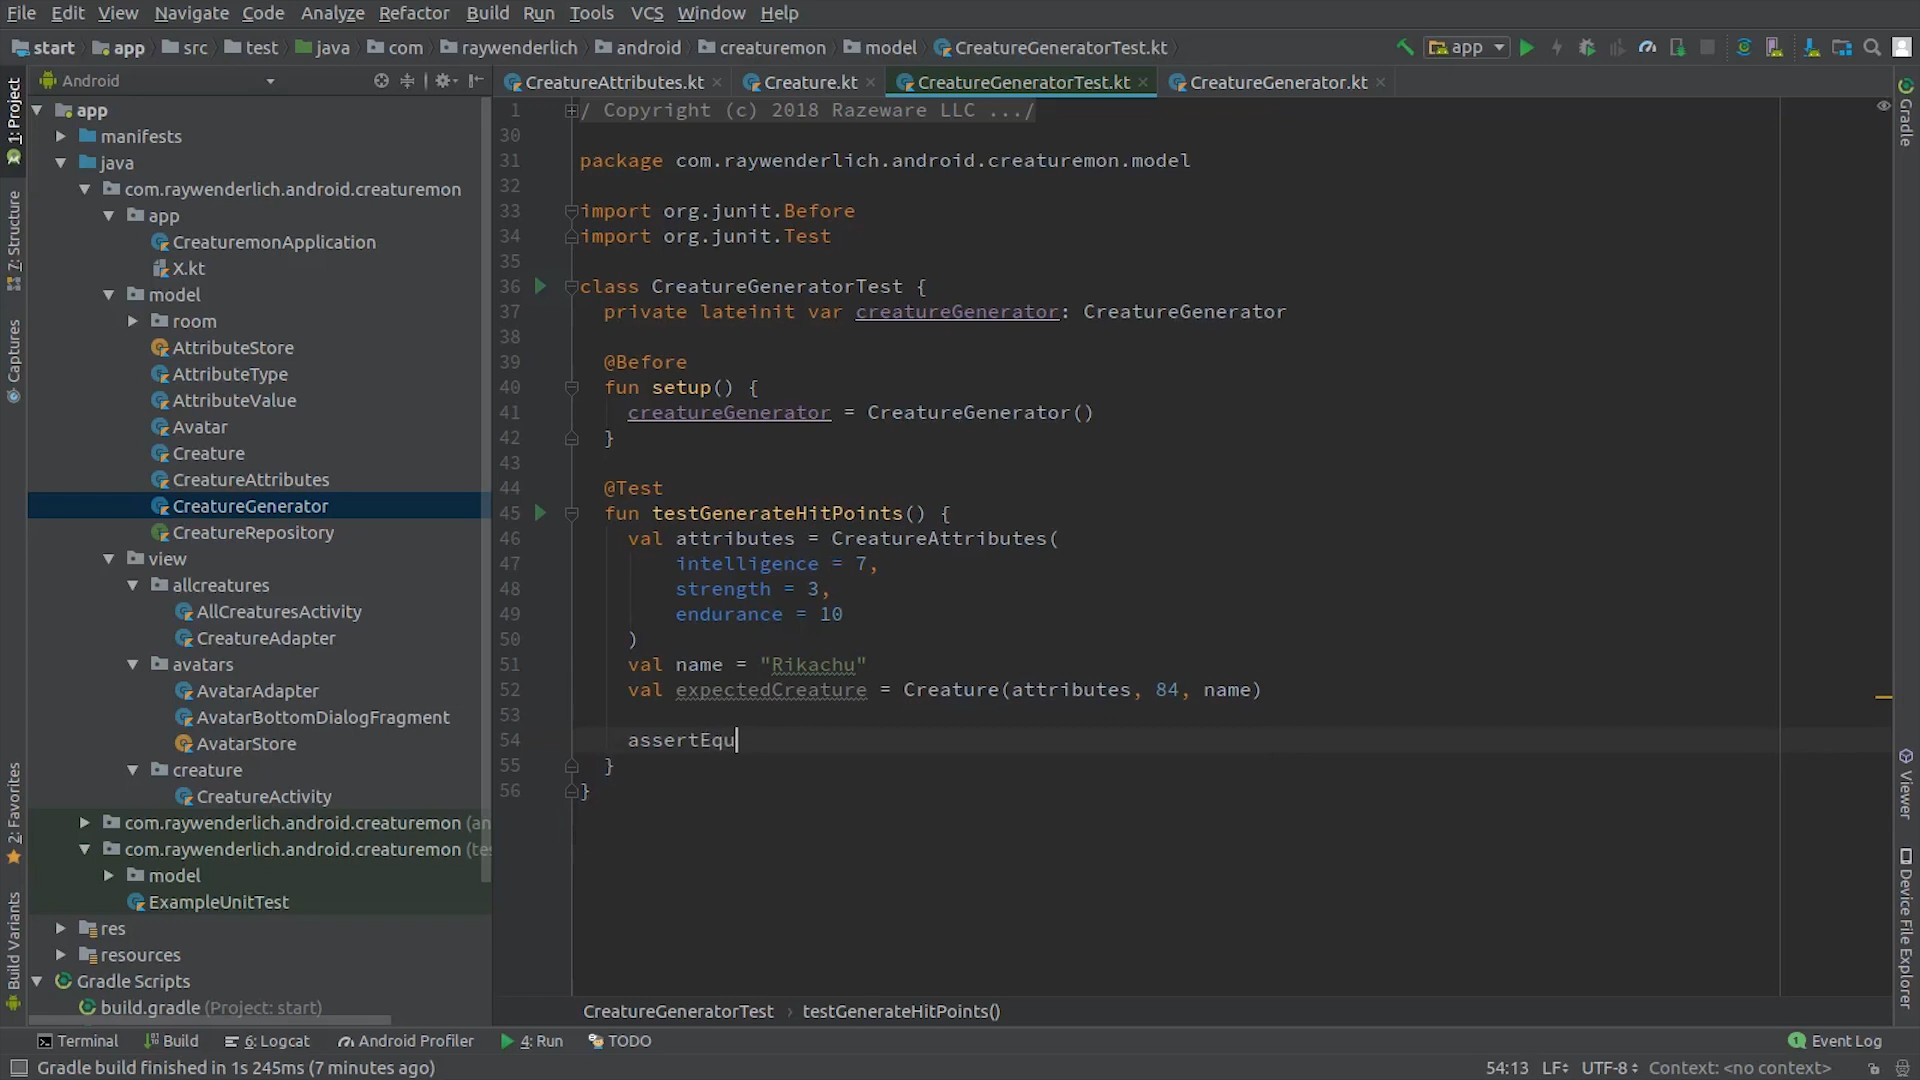 File Edit View Navigate Code Analyze Refactor Build Run Tools VCS Window Help
start app src test java com raywenderlich android creaturemon model CreatureGeneratorTest.kt app
Android
CreatureAttributes.kt Creature.kt CreatureGeneratorTest.kt CreatureGenerator.kt
1: Project
7: Structure
Captures
2: Favorites
Build Variants
app
manifests
java
com.raywenderlich.android.creaturemon
app
CreaturemonApplication
X.kt
model
room
AttributeStore
AttributeType
AttributeValue
Avatar
Creature
CreatureAttributes
CreatureGenerator
CreatureRepository
view
allcreatures
AllCreaturesActivity
CreatureAdapter
avatars
AvatarAdapter
AvatarBottomDialogFragment
AvatarStore
creature
CreatureActivity
com.raywenderlich.android.creaturemon (an
com.raywenderlich.android.creaturemon (te
model
ExampleUnitTest
res
resources
Gradle Scripts
build.gradle (Project: start)
1 / Copyright (c) 2018 Razeware LLC .../
30
31 package com.raywenderlich.android.creaturemon.model
32
33 import org.junit.Before
34 import org.junit.Test
35
36 class CreatureGeneratorTest {
37 private lateinit var creatureGenerator: CreatureGenerator
38
39 @Before
40 fun setup() {
41 creatureGenerator = CreatureGenerator()
42 }
43
44 @Test
45 fun testGenerateHitPoints() {
46 val attributes = CreatureAttributes(
47 intelligence = 7,
48 strength = 3,
49 endurance = 10
50 )
51 val name = "Rikachu"
52 val expectedCreature = Creature(attributes, 84, name)
53
54 assertEqu
55 }
56 }
CreatureGeneratorTest › testGenerateHitPoints()
Gradle
Viewer
Device File Explorer
Terminal Build 6: Logcat Android Profiler 4: Run TODO 1 Event Log
Gradle build finished in 1s 245ms (7 minutes ago) 54:13 LF÷ UTF-8÷ Context: <no context>